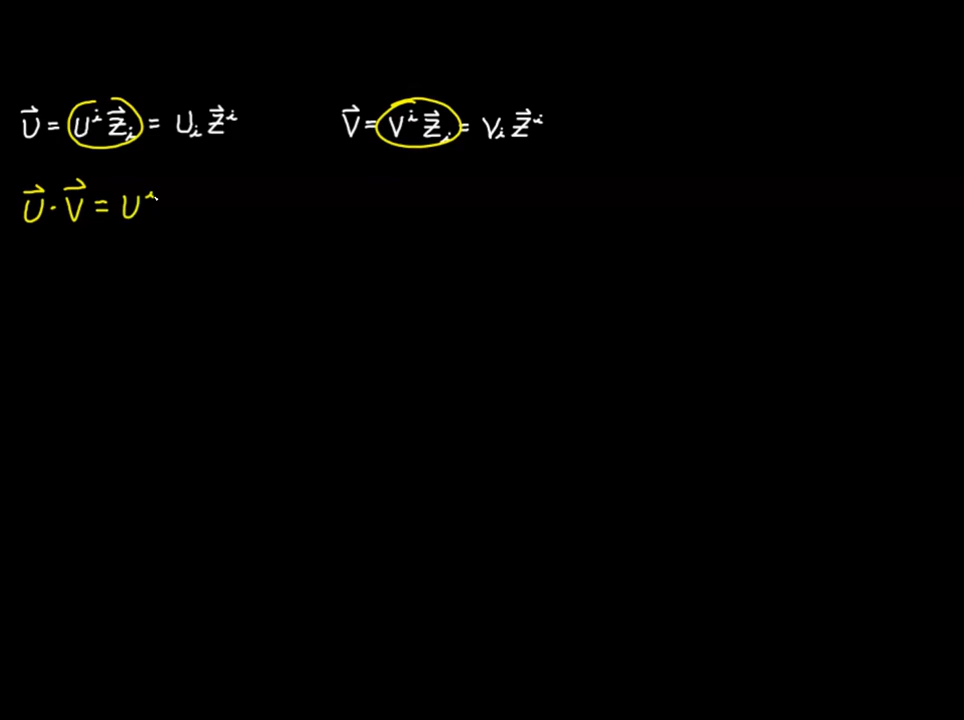 U⃗ = Uⁱ Z⃗ᵢ = Uᵢ Z⃗ⁱ V⃗ = Vⁱ Z⃗ᵢ = Vᵢ Z⃗ⁱ
U⃗ · V⃗ = Uⁱ